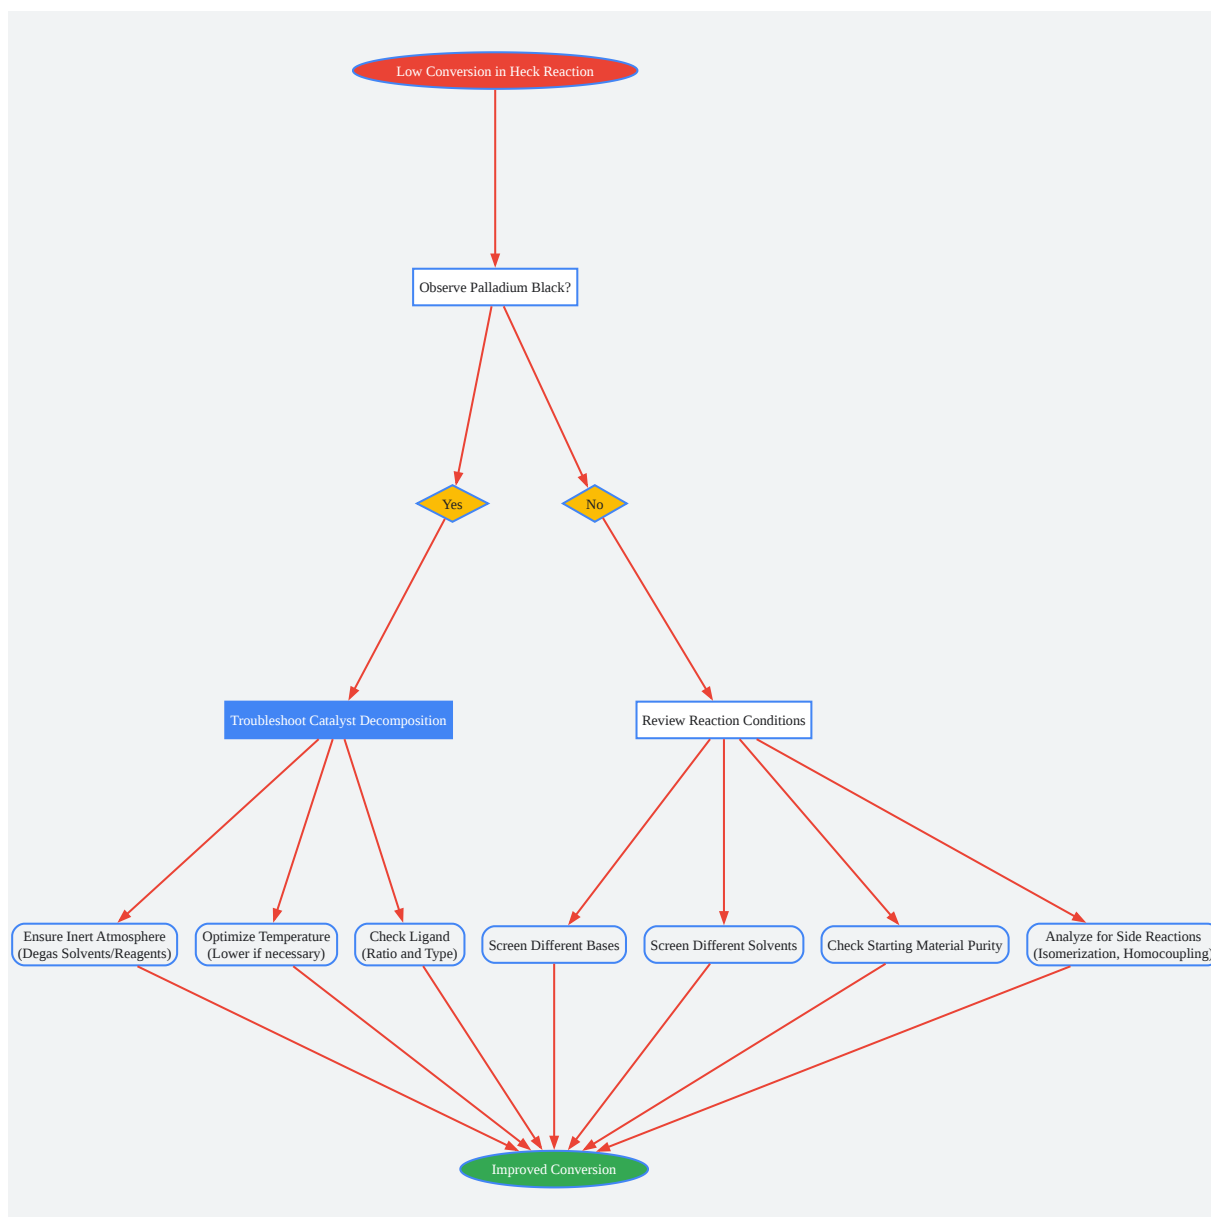 Low Conversion in Heck Reaction
Observe Palladium Black?
Yes
No
Troubleshoot Catalyst Decomposition
Review Reaction Conditions
Ensure Inert Atmosphere
(Degas Solvents/Reagents)
Optimize Temperature
(Lower if necessary)
Check Ligand
(Ratio and Type)
Screen Different Bases
Screen Different Solvents
Check Starting Material Purity
Analyze for Side Reactions
(Isomerization, Homocoupling)
Improved Conversion